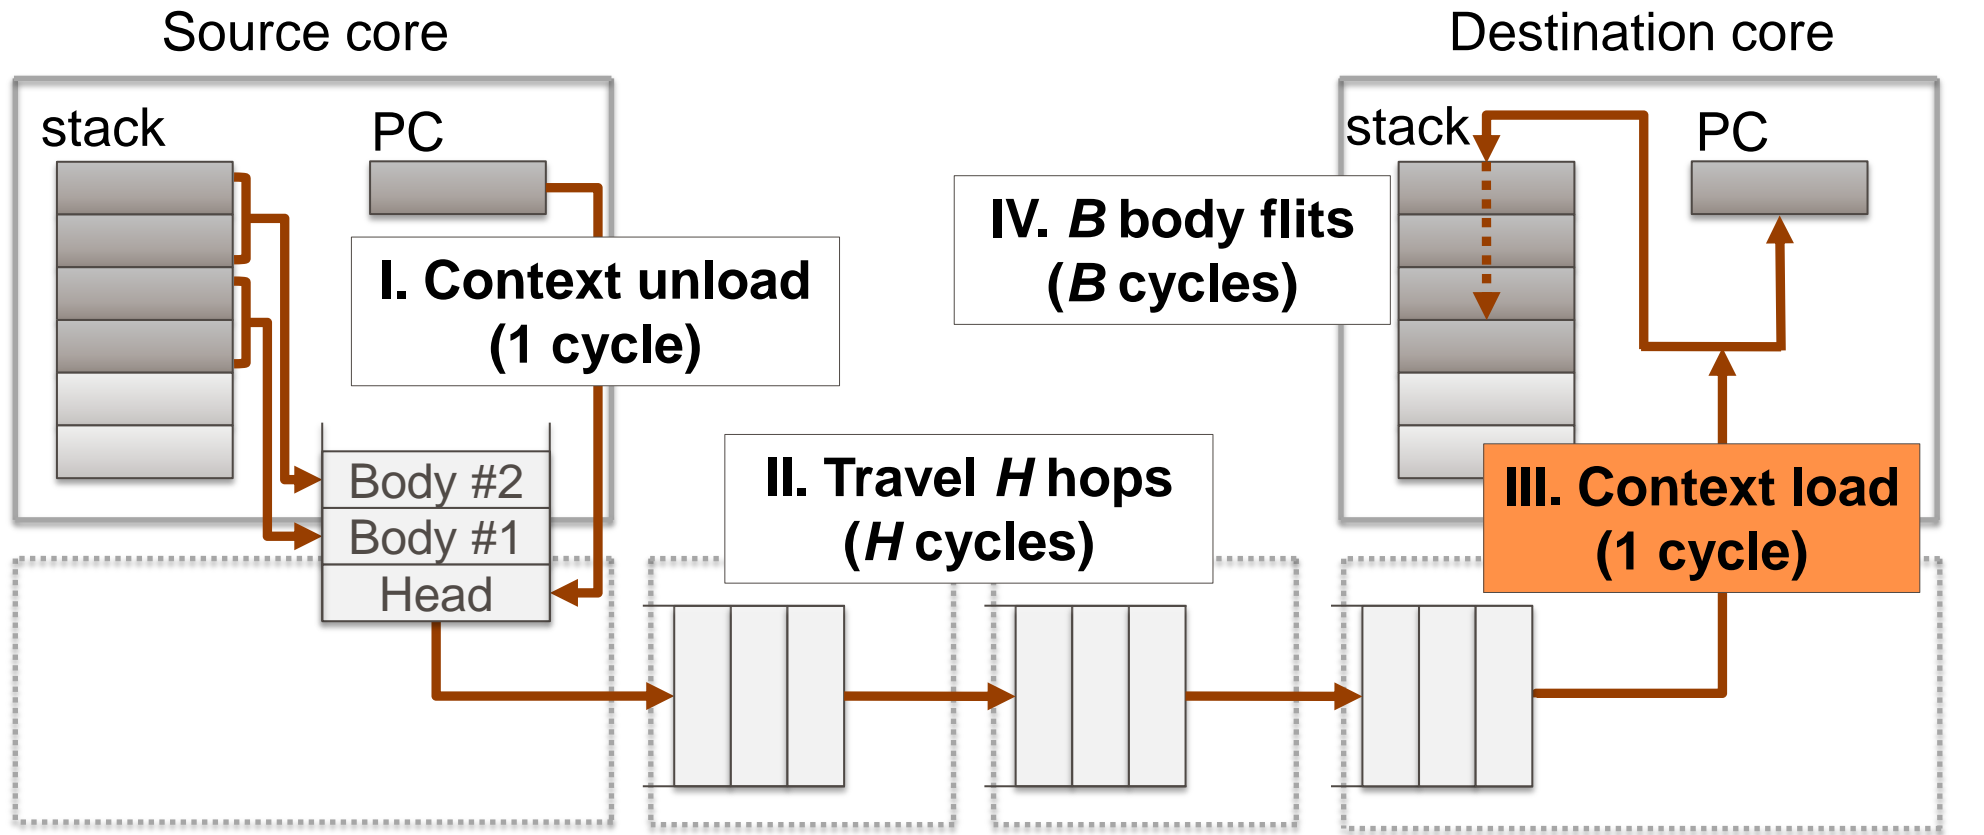 Source core
Destination core
stack
PC
stack
PC
I. Context unload
(1 cycle)
IV. B body flits
(B cycles)
Body #2
Body #1
Head
II. Travel H hops
(H cycles)
III. Context load
(1 cycle)